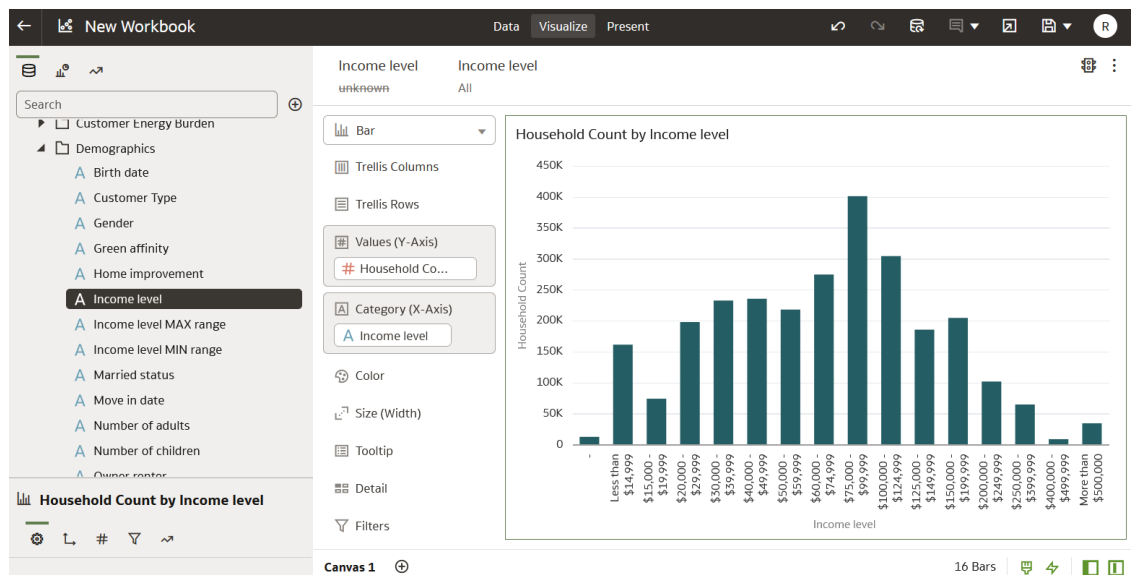 New Workbook
Data Visualize Present
R
Search
Customer Energy Burden
Demographics
A Birth date
A Customer Type
A Gender
A Green affinity
A Home improvement
A Income level
A Income level MAX range
A Income level MIN range
A Married status
A Move in date
A Number of adults
A Number of children
A Owner renter
Household Count by Income level
#
Income level Income level
unknown All
Bar
Trellis Columns
Trellis Rows
# Values (Y-Axis)
# Household Co...
A Category (X-Axis)
A Income level
Color
Size (Width)
Tooltip
Detail
Filters
Household Count by Income level
450K
400K
350K
300K
250K
200K
150K
100K
50K
0
Household Count
-
Less than
$14,999
$15,000 -
$19,999
$20,000 -
$29,999
$30,000 -
$39,999
$40,000 -
$49,999
$50,000 -
$59,999
$60,000 -
$74,999
$75,000 -
$99,999
$100,000 -
$124,999
$125,000 -
$149,999
$150,000 -
$199,999
$200,000 -
$249,999
$250,000 -
$399,999
$400,000 -
$499,999
More than
$500,000
Income level
Canvas 1
16 Bars